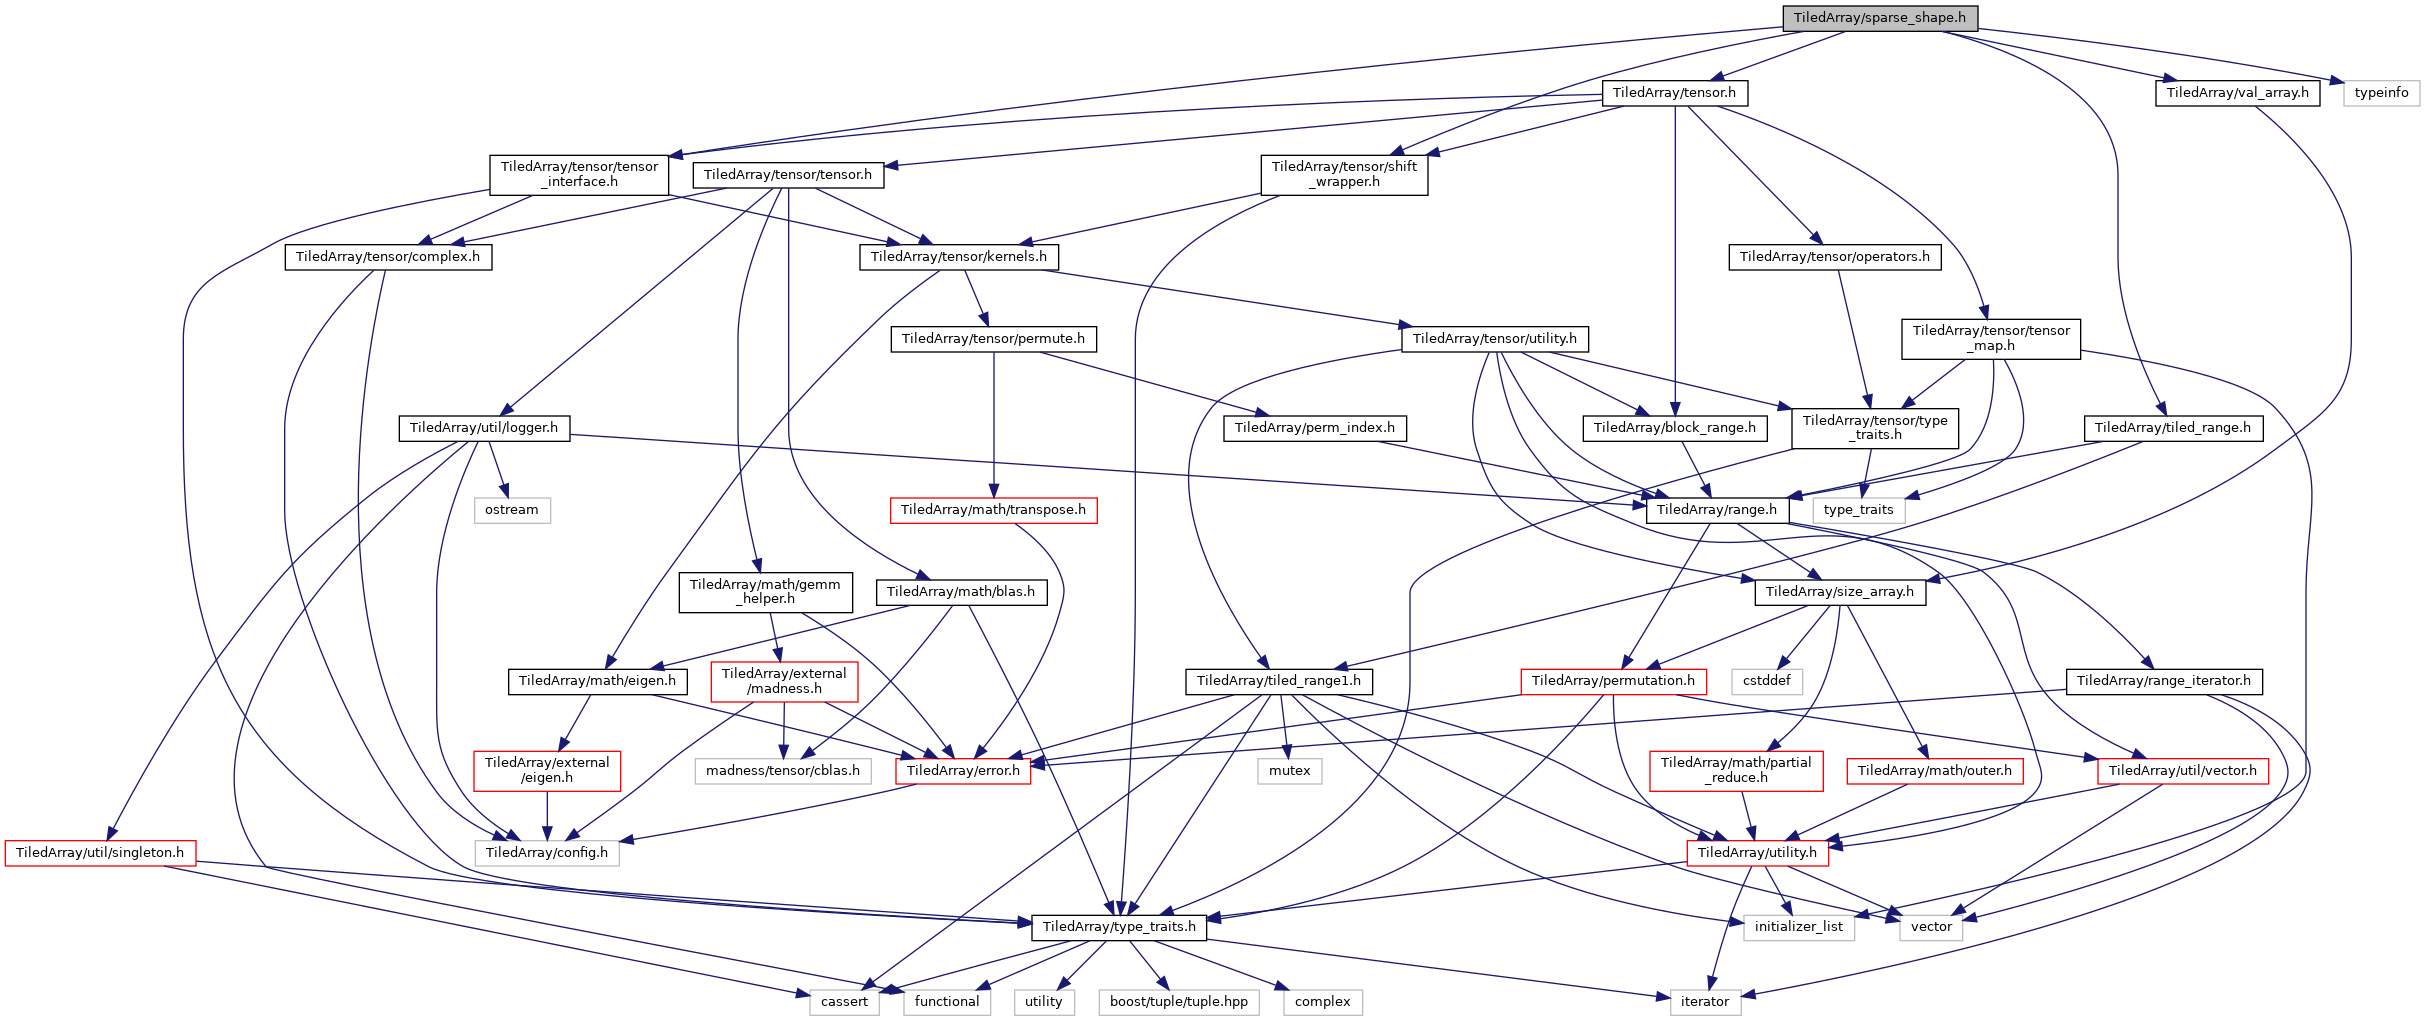 TiledArray/sparse_shape.h
TiledArray/tensor.h
TiledArray/val_array.h
typeinfo
TiledArray/tensor/tensor
_interface.h
TiledArray/tensor/tensor.h
TiledArray/tensor/shift
_wrapper.h
TiledArray/tensor/complex.h
TiledArray/tensor/kernels.h
TiledArray/tensor/operators.h
TiledArray/tensor/permute.h
TiledArray/tensor/utility.h
TiledArray/tensor/tensor
_map.h
TiledArray/util/logger.h
TiledArray/perm_index.h
TiledArray/block_range.h
TiledArray/tensor/type
_traits.h
TiledArray/tiled_range.h
ostream
TiledArray/math/transpose.h
TiledArray/range.h
type_traits
TiledArray/math/gemm
_helper.h
TiledArray/math/blas.h
TiledArray/size_array.h
TiledArray/math/eigen.h
TiledArray/external
/madness.h
TiledArray/tiled_range1.h
TiledArray/permutation.h
cstddef
TiledArray/range_iterator.h
TiledArray/external
/eigen.h
madness/tensor/cblas.h
TiledArray/error.h
mutex
TiledArray/math/partial
_reduce.h
TiledArray/math/outer.h
TiledArray/util/vector.h
TiledArray/util/singleton.h
TiledArray/config.h
TiledArray/utility.h
TiledArray/type_traits.h
initializer_list
vector
cassert
functional
utility
boost/tuple/tuple.hpp
complex
iterator